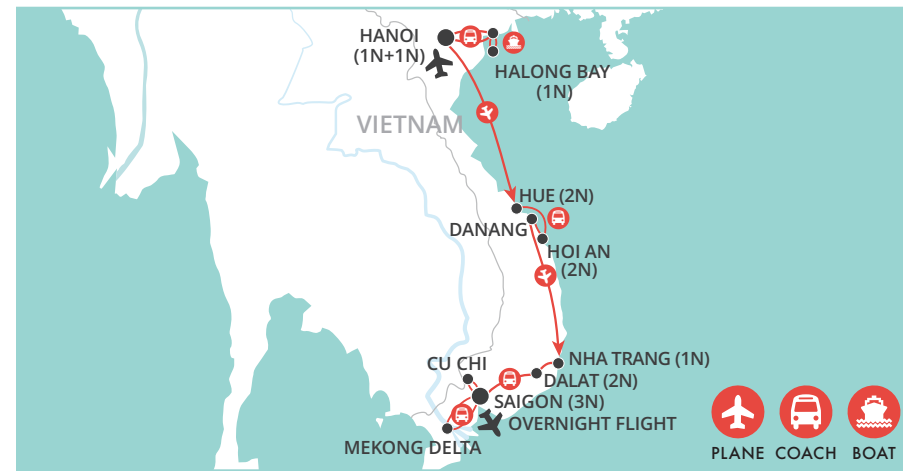 HANOI
(1N+1N)
HALONG BAY
(1N)
VIETNAM
HUE (2N)
DANANG
HOI AN
(2N)
NHA TRANG (1N)
CU CHI
DALAT (2N)
SAIGON (3N)
OVERNIGHT FLIGHT
MEKONG DELTA
PLANE COACH BOAT